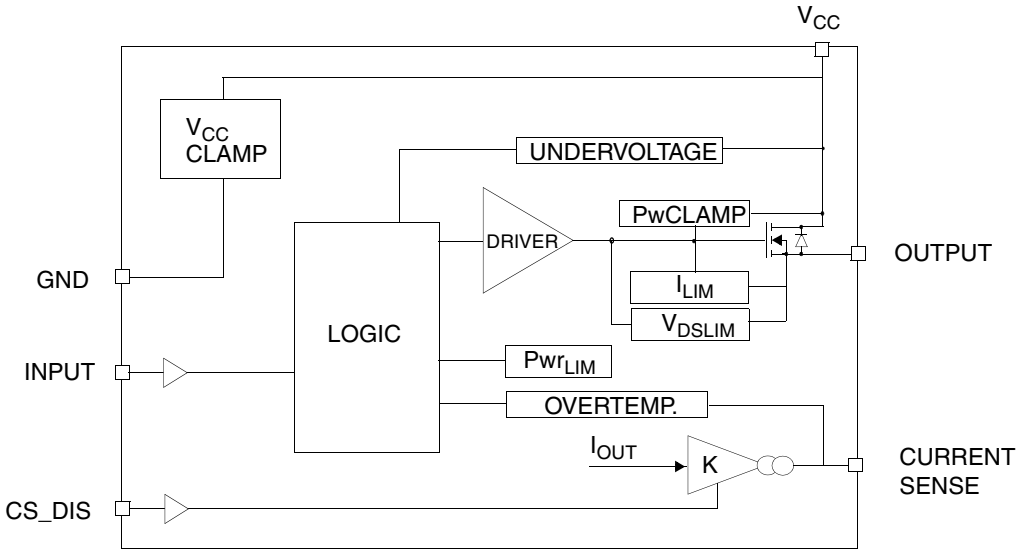 VCC
VCC
CLAMP
UNDERVOLTAGE
PwCLAMP
DRIVER
OUTPUT
GND
ILIM
VDSLIM
LOGIC
INPUT
PwrLIM
OVERTEMP.
IOUT
K
CURRENT
SENSE
CS_DIS